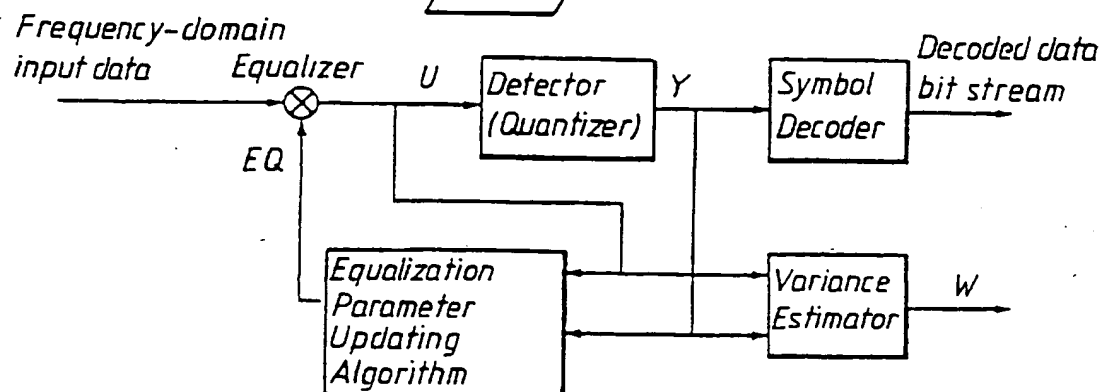 Frequency-domain
input data
Equalizer
U
Detector
(Quantizer)
Y
Symbol
Decoder
Decoded data
bit stream
EQ
Equalization
Parameter
Updating
Algorithm
Variance
Estimator
W